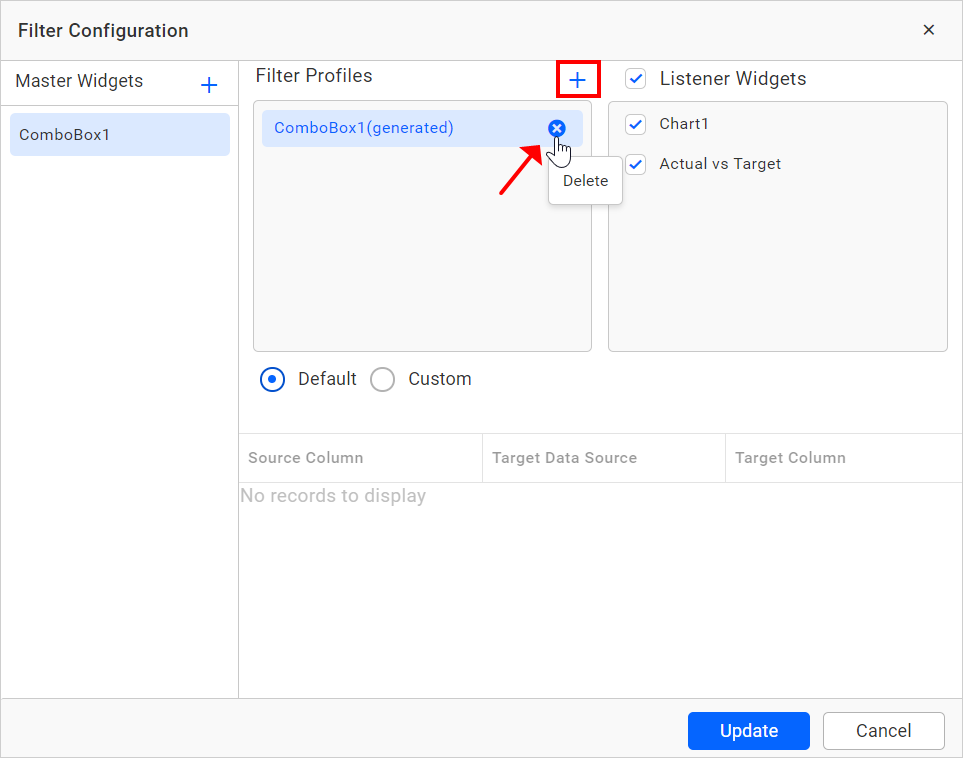 Filter Configuration
Master Widgets
ComboBox1
Filter Profiles
ComboBox1(generated)
Delete
Listener Widgets
Chart1
Actual vs Target
Default
Custom
Source Column
Target Data Source
Target Column
No records to display
Update
Cancel